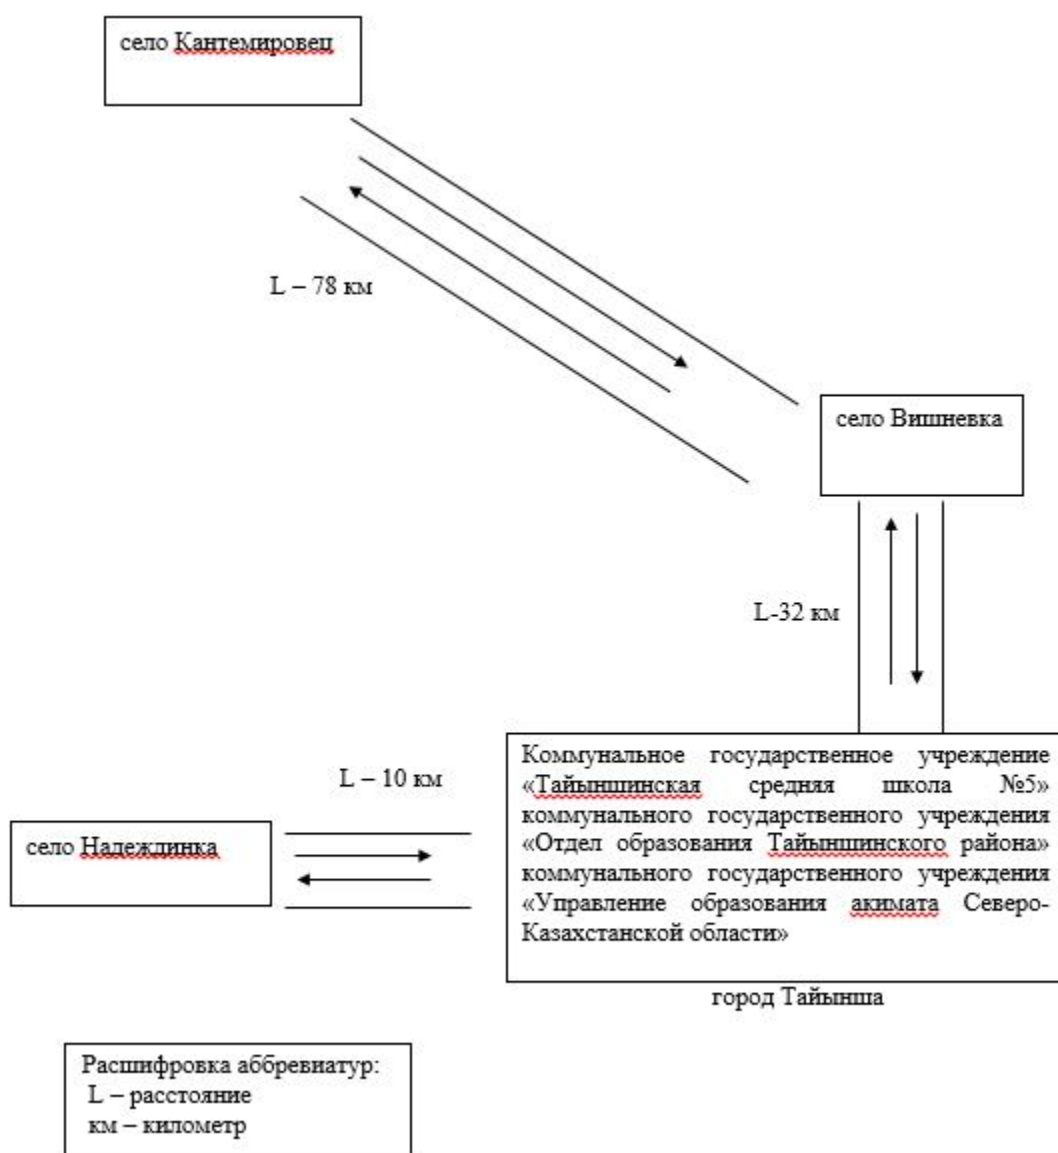 село Кантемировец
L – 78 км
село Вишневка
L-32 км
L – 10 км
село Надеждинка
Коммунальное государственное учреждение
«Тайыншинская средняя школа №5»
коммунального государственного учреждения
«Отдел образования Тайыншинского района»
коммунального государственного учреждения
«Управление образования акимата Северо-
Казахстанской области»
город Тайынша
Расшифровка аббревиатур:
L – расстояние
км – километр